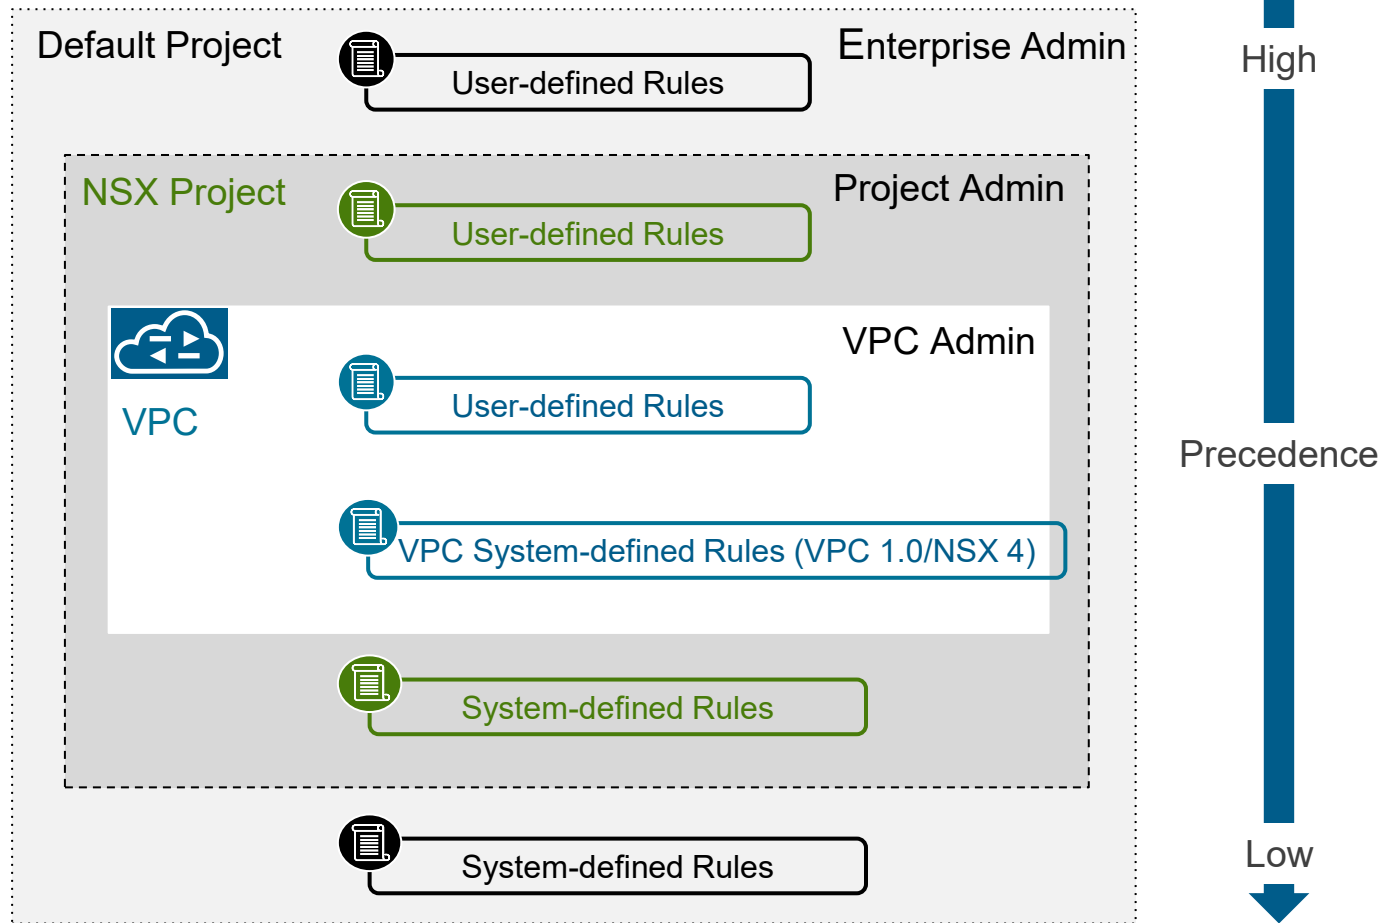 Default Project
Enterprise Admin
High
User-defined Rules
NSX Project
Project Admin
User-defined Rules
VPC Admin
User-defined Rules
VPC
Precedence
VPC System-defined Rules (VPC 1.0/NSX 4)
System-defined Rules
System-defined Rules
Low